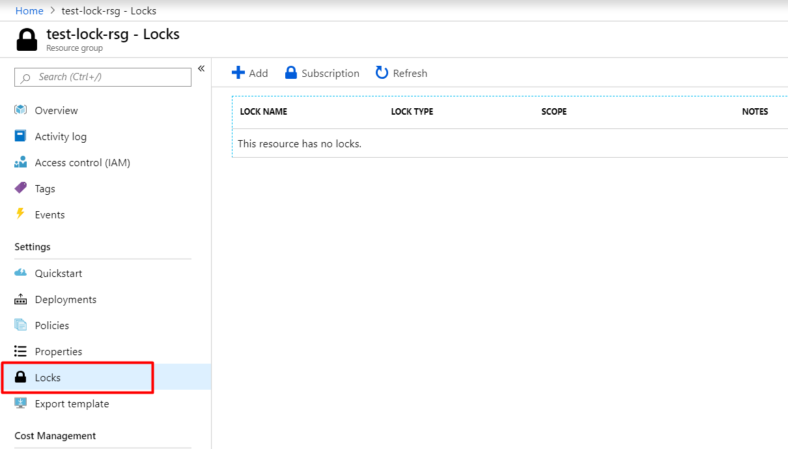 Home > test-lock-rsg - Locks
test-lock-rsg - Locks
Resource group
Search (Ctrl+/)
«
Overview
Activity log
Access control (IAM)
Tags
Events
Settings
Quickstart
Deployments
Policies
Properties
Locks
Export template
Cost Management
Add Subscription Refresh
LOCK NAME LOCK TYPE SCOPE NOTES
This resource has no locks.